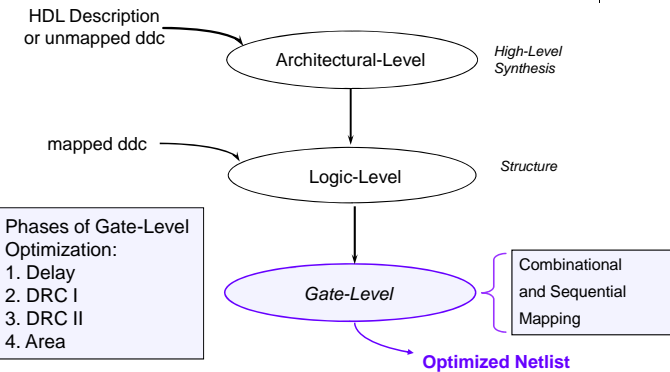 HDL Description
or unmapped ddc
Architectural-Level
High-Level
Synthesis
mapped ddc
Logic-Level
Structure
Phases of Gate-Level
Optimization:
1. Delay
2. DRC I
3. DRC II
4. Area
Gate-Level
Combinational
and Sequential
Mapping
Optimized Netlist